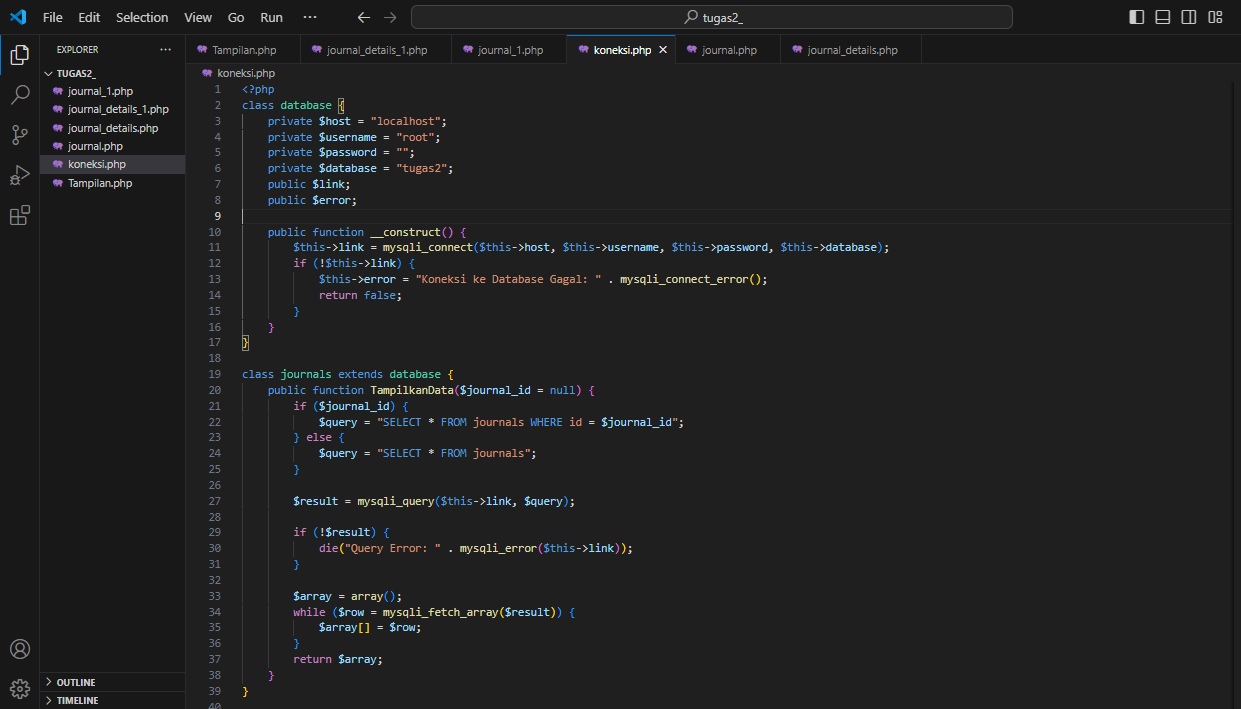 File Edit Selection View Go Run ··· tugas2_
EXPLORER ···
TUGAS2_
journal_1.php
journal_details_1.php
journal_details.php
journal.php
koneksi.php
Tampilan.php
OUTLINE
TIMELINE
Tampilan.php journal_details_1.php journal_1.php koneksi.php journal.php journal_details.php
koneksi.php
1 <?php
2 class database {
3     private $host = "localhost";
4     private $username = "root";
5     private $password = "";
6     private $database = "tugas2";
7     public $link;
8     public $error;
9
10     public function __construct() {
11         $this->link = mysqli_connect($this->host, $this->username, $this->password, $this->database);
12         if (!$this->link) {
13             $this->error = "Koneksi ke Database Gagal: " . mysqli_connect_error();
14             return false;
15         }
16     }
17 }
18
19 class journals extends database {
20     public function TampilkanData($journal_id = null) {
21         if ($journal_id) {
22             $query = "SELECT * FROM journals WHERE id = $journal_id";
23         } else {
24             $query = "SELECT * FROM journals";
25         }
26
27         $result = mysqli_query($this->link, $query);
28
29         if (!$result) {
30             die("Query Error: " . mysqli_error($this->link));
31         }
32
33         $array = array();
34         while ($row = mysqli_fetch_array($result)) {
35             $array[] = $row;
36         }
37         return $array;
38     }
39 }
40